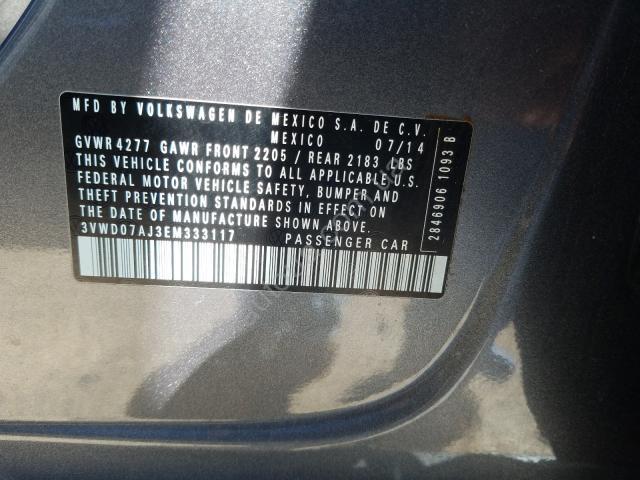 MFD BY VOLKSWAGEN DE MEXICO S.A. DE C.V.
MEXICO 07/14
GVWR 4277 GAWR FRONT 2205 / REAR 2183 LBS
THIS VEHICLE CONFORMS TO ALL APPLICABLE U.S.
FEDERAL MOTOR VEHICLE SAFETY, BUMPER AND
THEFT PREVENTION STANDARDS IN EFFECT ON
THE DATE OF MANUFACTURE SHOWN ABOVE.
3VWD07AJ3EM333117 PASSENGER CAR
2846906 1093 B